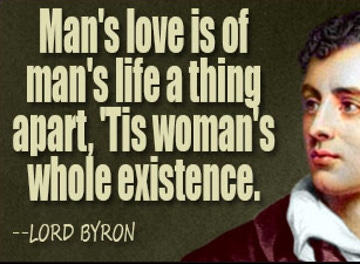 Man's love is of
man's life a thing
apart, 'Tis woman's
whole existence.
--LORD BYRON